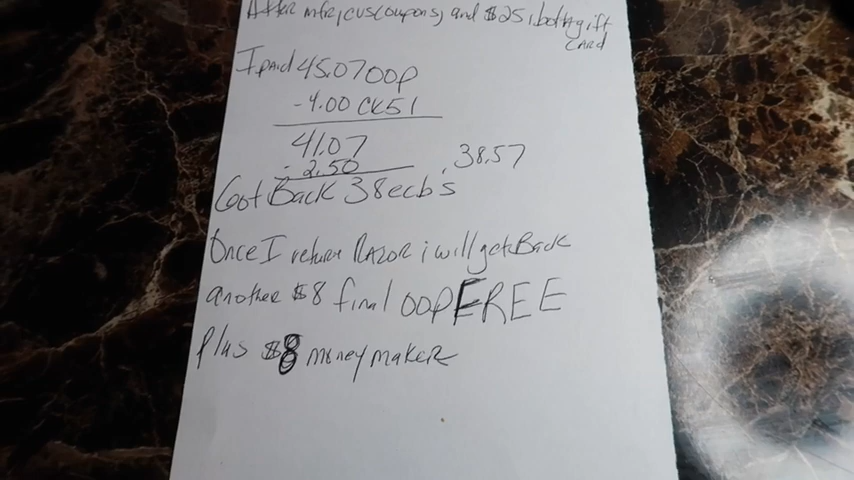 After mfr, cvs(coupons) and $25 ibotta gift
CARD
I paid 45.07 OOP
-4.00 CK51
41.07
-2.50
38.57
Got Back 38 ecb's
Once I return RAZOR i will get Back
another $8 final OOP FREE
plus $8 money maker